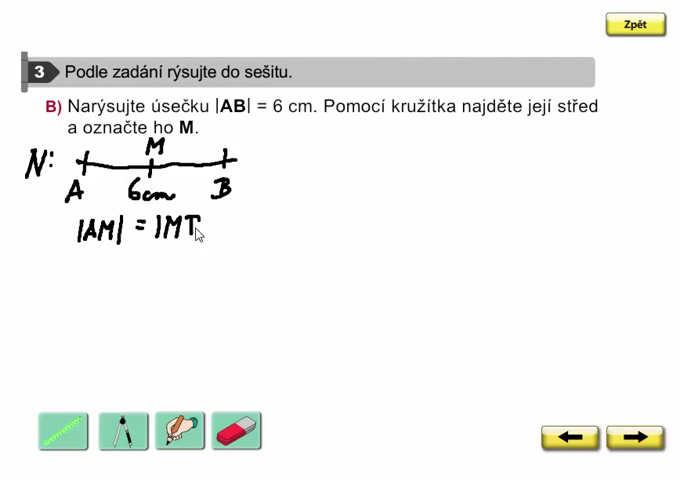 Zpět
3 Podle zadání rýsujte do sešitu.
B) Narýsujte úsečku |AB| = 6 cm. Pomocí kružítka najděte její střed
a označte ho M.
N:
M
A 6cm B
|AM| = |MT